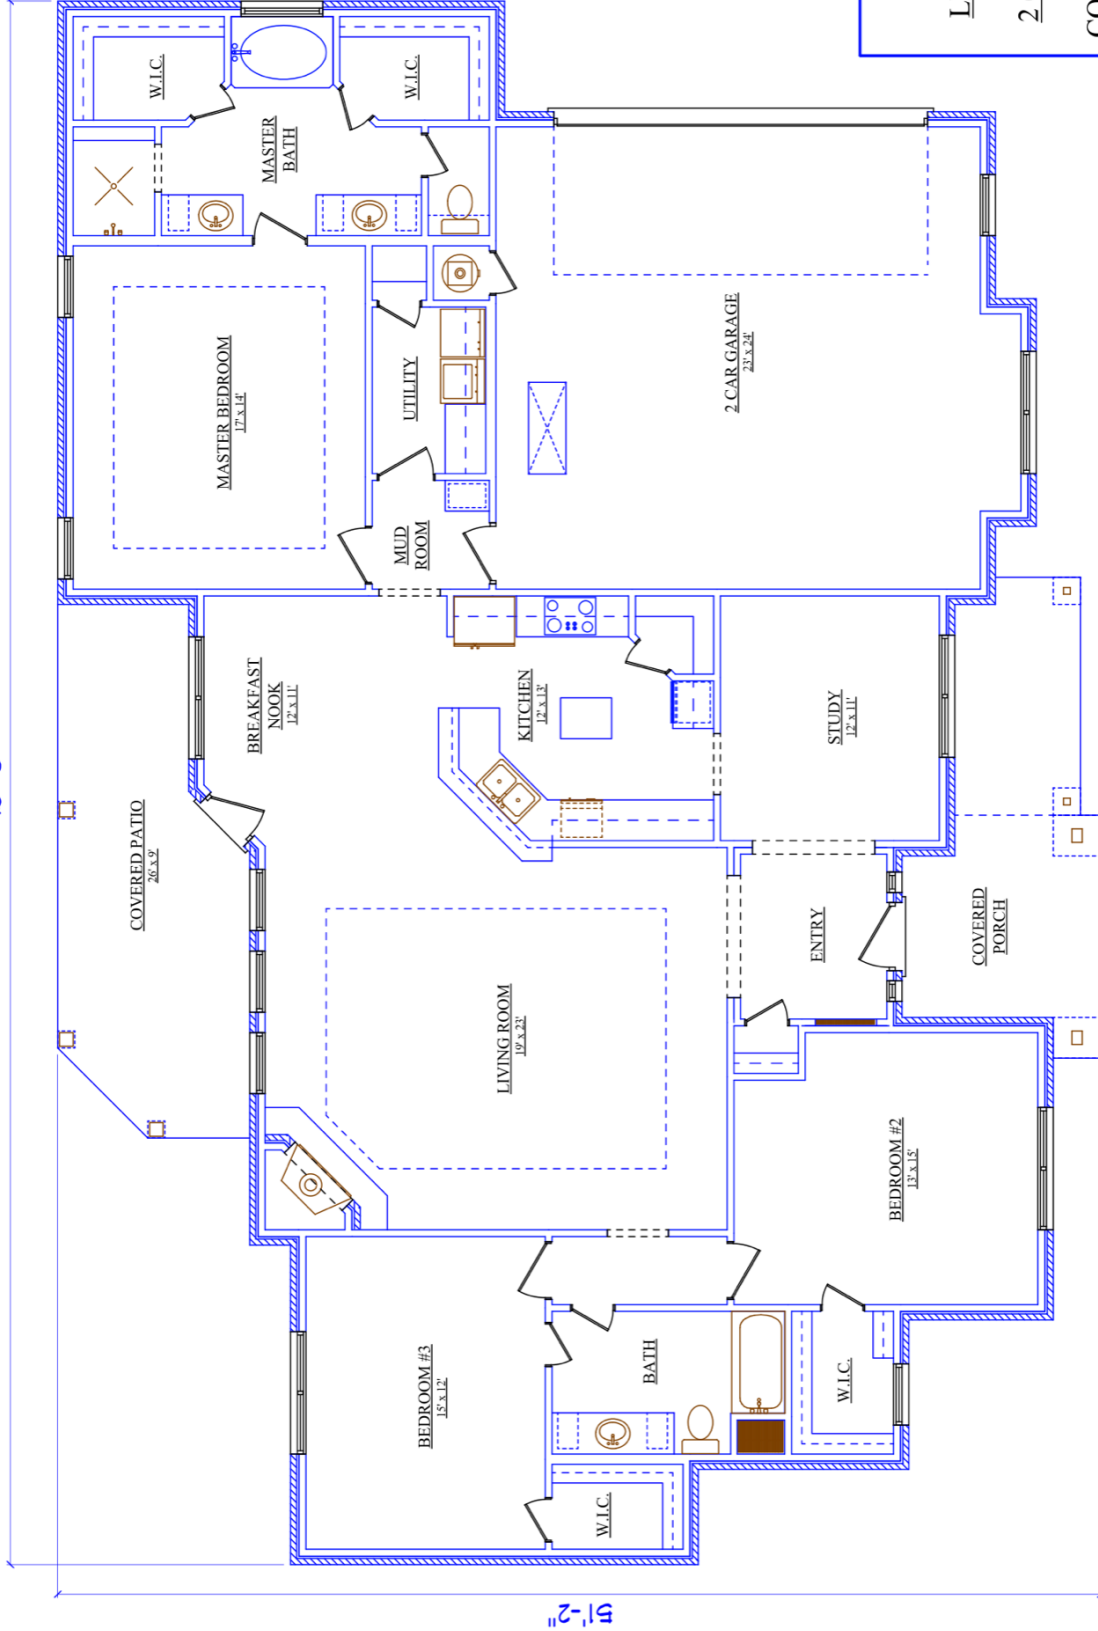 W.I.C.
W.I.C.
MASTER
BATH
MASTER BEDROOM
17' x 14'
UTILITY
2 CAR GARAGE
23' x 24'
MUD
ROOM
BREAKFAST
NOOK
12' x 11'
KITCHEN
12' x 13'
STUDY
12' x 11'
COVERED PATIO
26' x 9'
LIVING ROOM
19' x 23'
ENTRY
COVERED
PORCH
BEDROOM #2
13' x 15'
BEDROOM #3
15' x 12'
BATH
W.I.C.
W.I.C.
51'-2"
L
2
CO